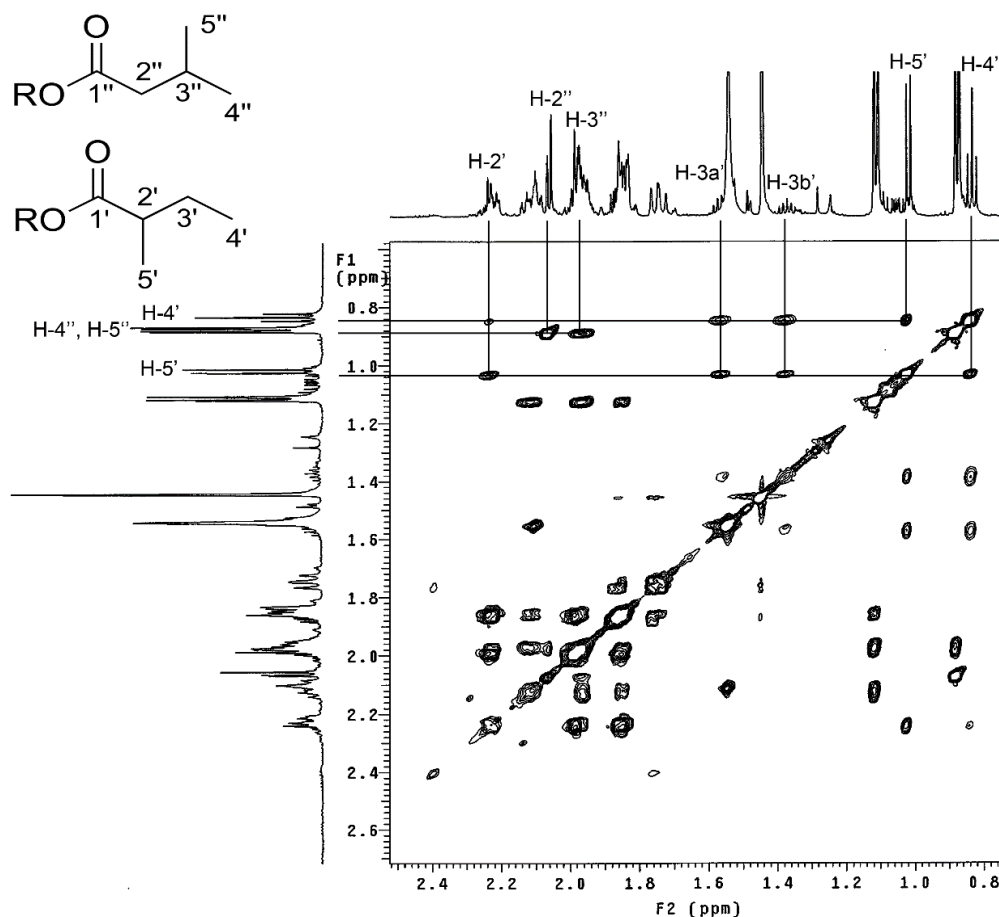 O
5''
2''
RO
1''
3''
4''
O
2'
RO
1'
3'
4'
5'
H-2'
H-2''
H-3''
H-3a'
H-3b'
H-5'
H-4'
H-4'
H-4'', H-5''
H-5'
F1
(ppm)
0.8
1.0
1.2
1.4
1.6
1.8
2.0
2.2
2.4
2.6
2.4 2.2 2.0 1.8 1.6 1.4 1.2 1.0 0.8
F2 (ppm)